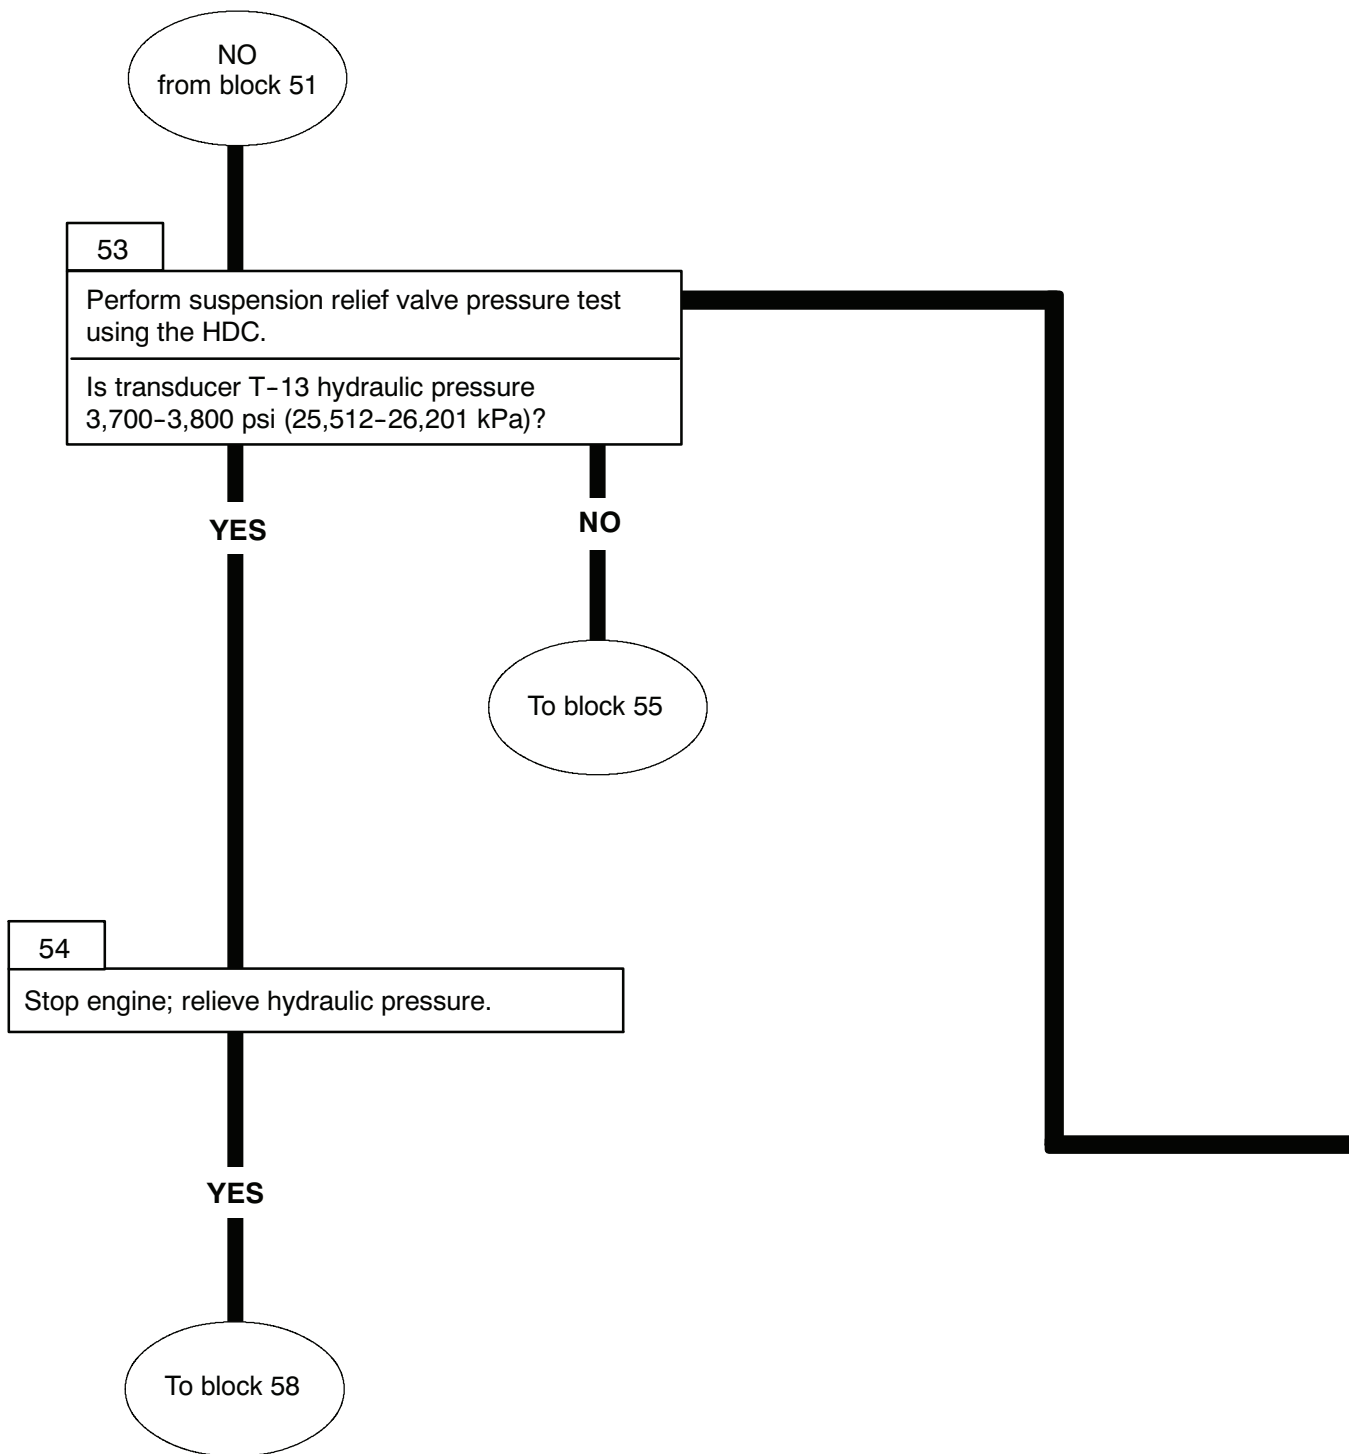 NO
from block 51
53
Perform suspension relief valve pressure test
using the HDC.
Is transducer T-13 hydraulic pressure
3,700-3,800 psi (25,512-26,201 kPa)?
YES
NO
To block 55
54
Stop engine; relieve hydraulic pressure.
YES
To block 58